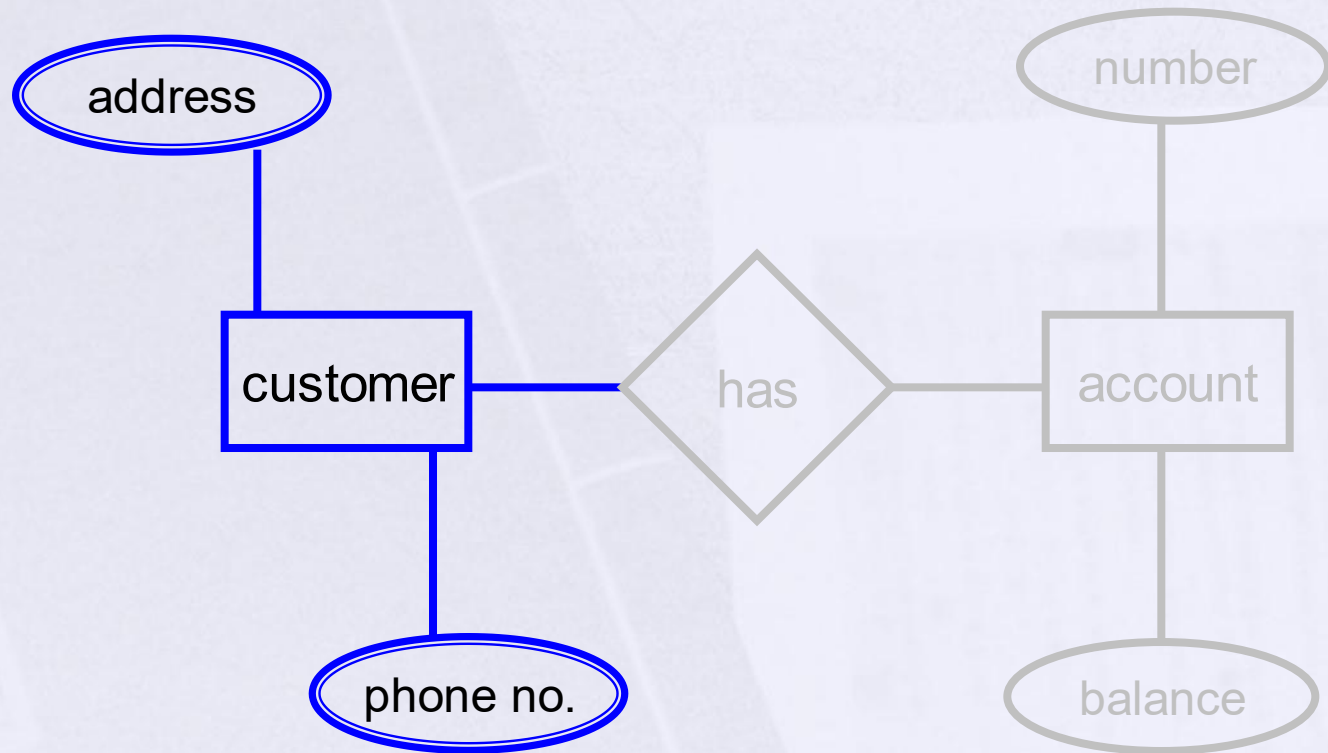 address
number
customer
has
account
phone no.
balance